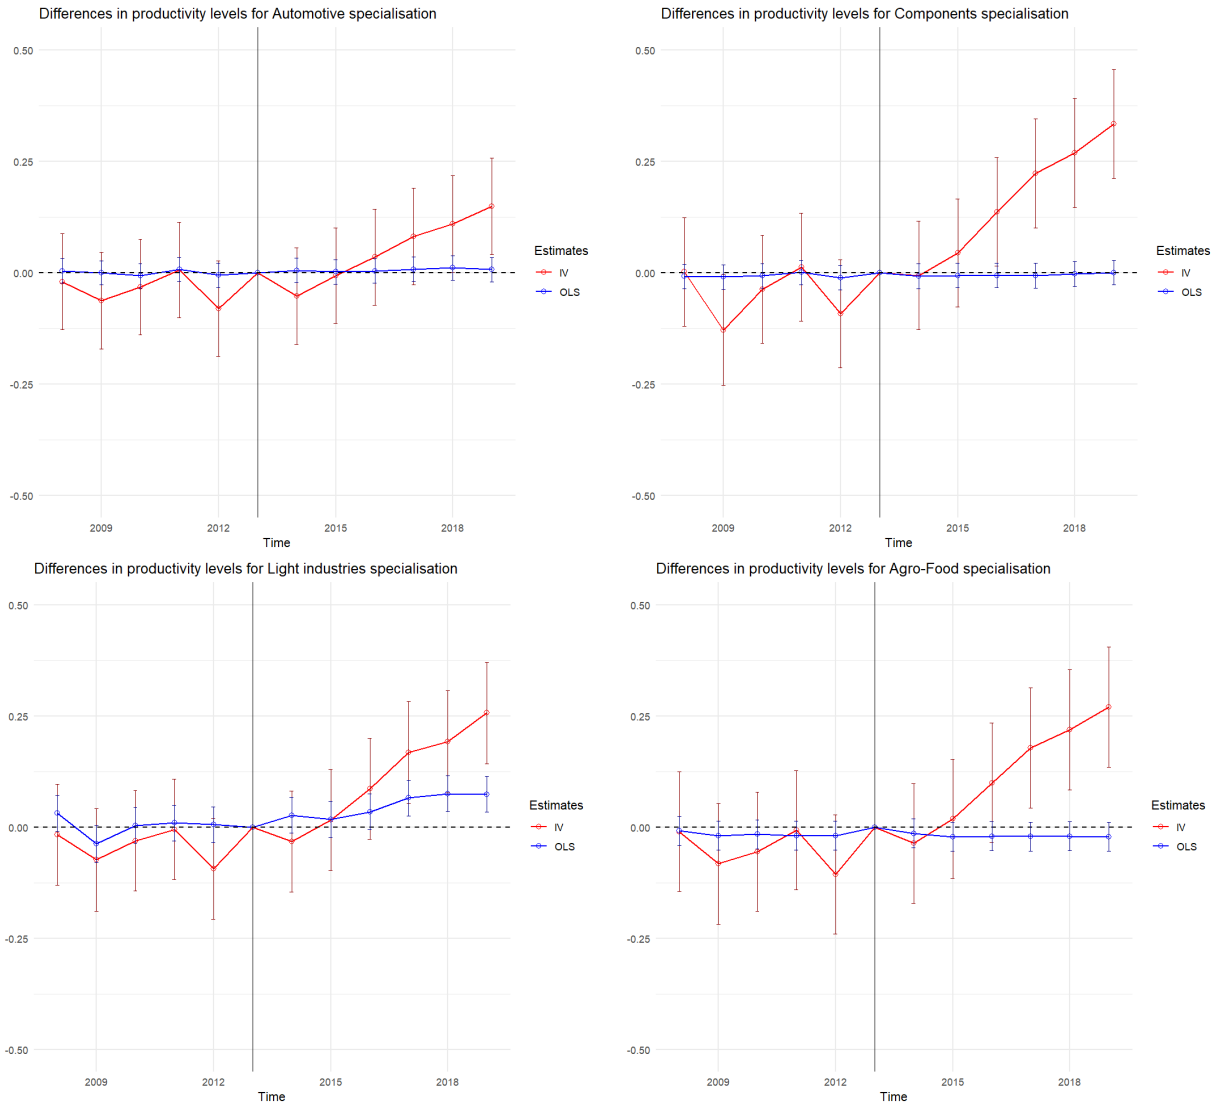 Differences in productivity levels for Automotive specialisation
0.50
0.25
0.00
-0.25
-0.50
2009
2012
2015
2018
Time
Estimates
IV
OLS
Differences in productivity levels for Components specialisation
0.50
0.25
0.00
-0.25
-0.50
2009
2012
2015
2018
Time
Estimates
IV
OLS
Differences in productivity levels for Light industries specialisation
0.50
0.25
0.00
-0.25
-0.50
2009
2012
2015
2018
Time
Estimates
IV
OLS
Differences in productivity levels for Agro-Food specialisation
0.50
0.25
0.00
-0.25
-0.50
2009
2012
2015
2018
Time
Estimates
IV
OLS